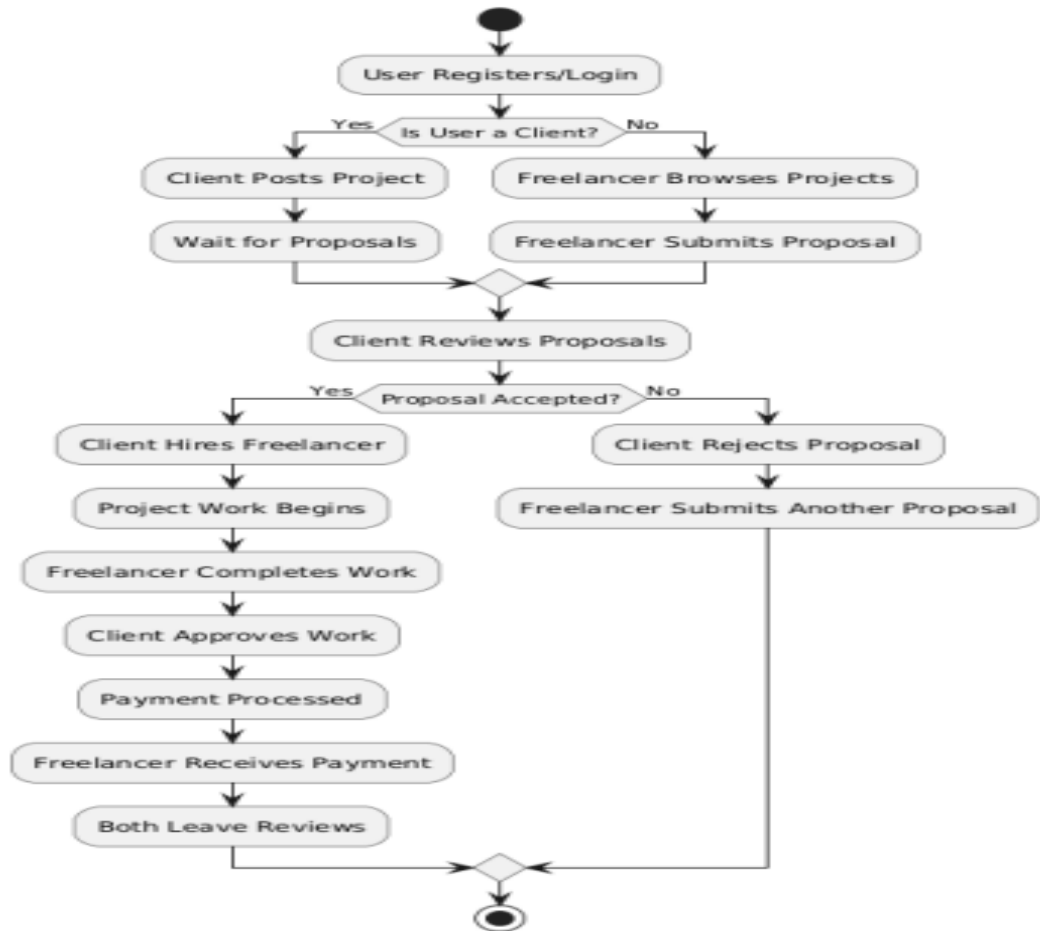 User Registers/Login
Yes
Is User a Client?
No
Client Posts Project
Freelancer Browses Projects
Wait for Proposals
Freelancer Submits Proposal
Client Reviews Proposals
Yes
Proposal Accepted?
No
Client Hires Freelancer
Client Rejects Proposal
Project Work Begins
Freelancer Submits Another Proposal
Freelancer Completes Work
Client Approves Work
Payment Processed
Freelancer Receives Payment
Both Leave Reviews